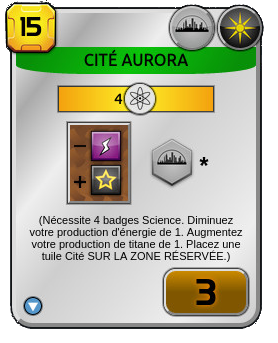 15
CITÉ AURORA
4
−
+
*
(Nécessite 4 badges Science. Diminuez
votre production d'énergie de 1. Augmentez
votre production de titane de 1. Placez une
tuile Cité SUR LA ZONE RÉSERVÉE.)
3